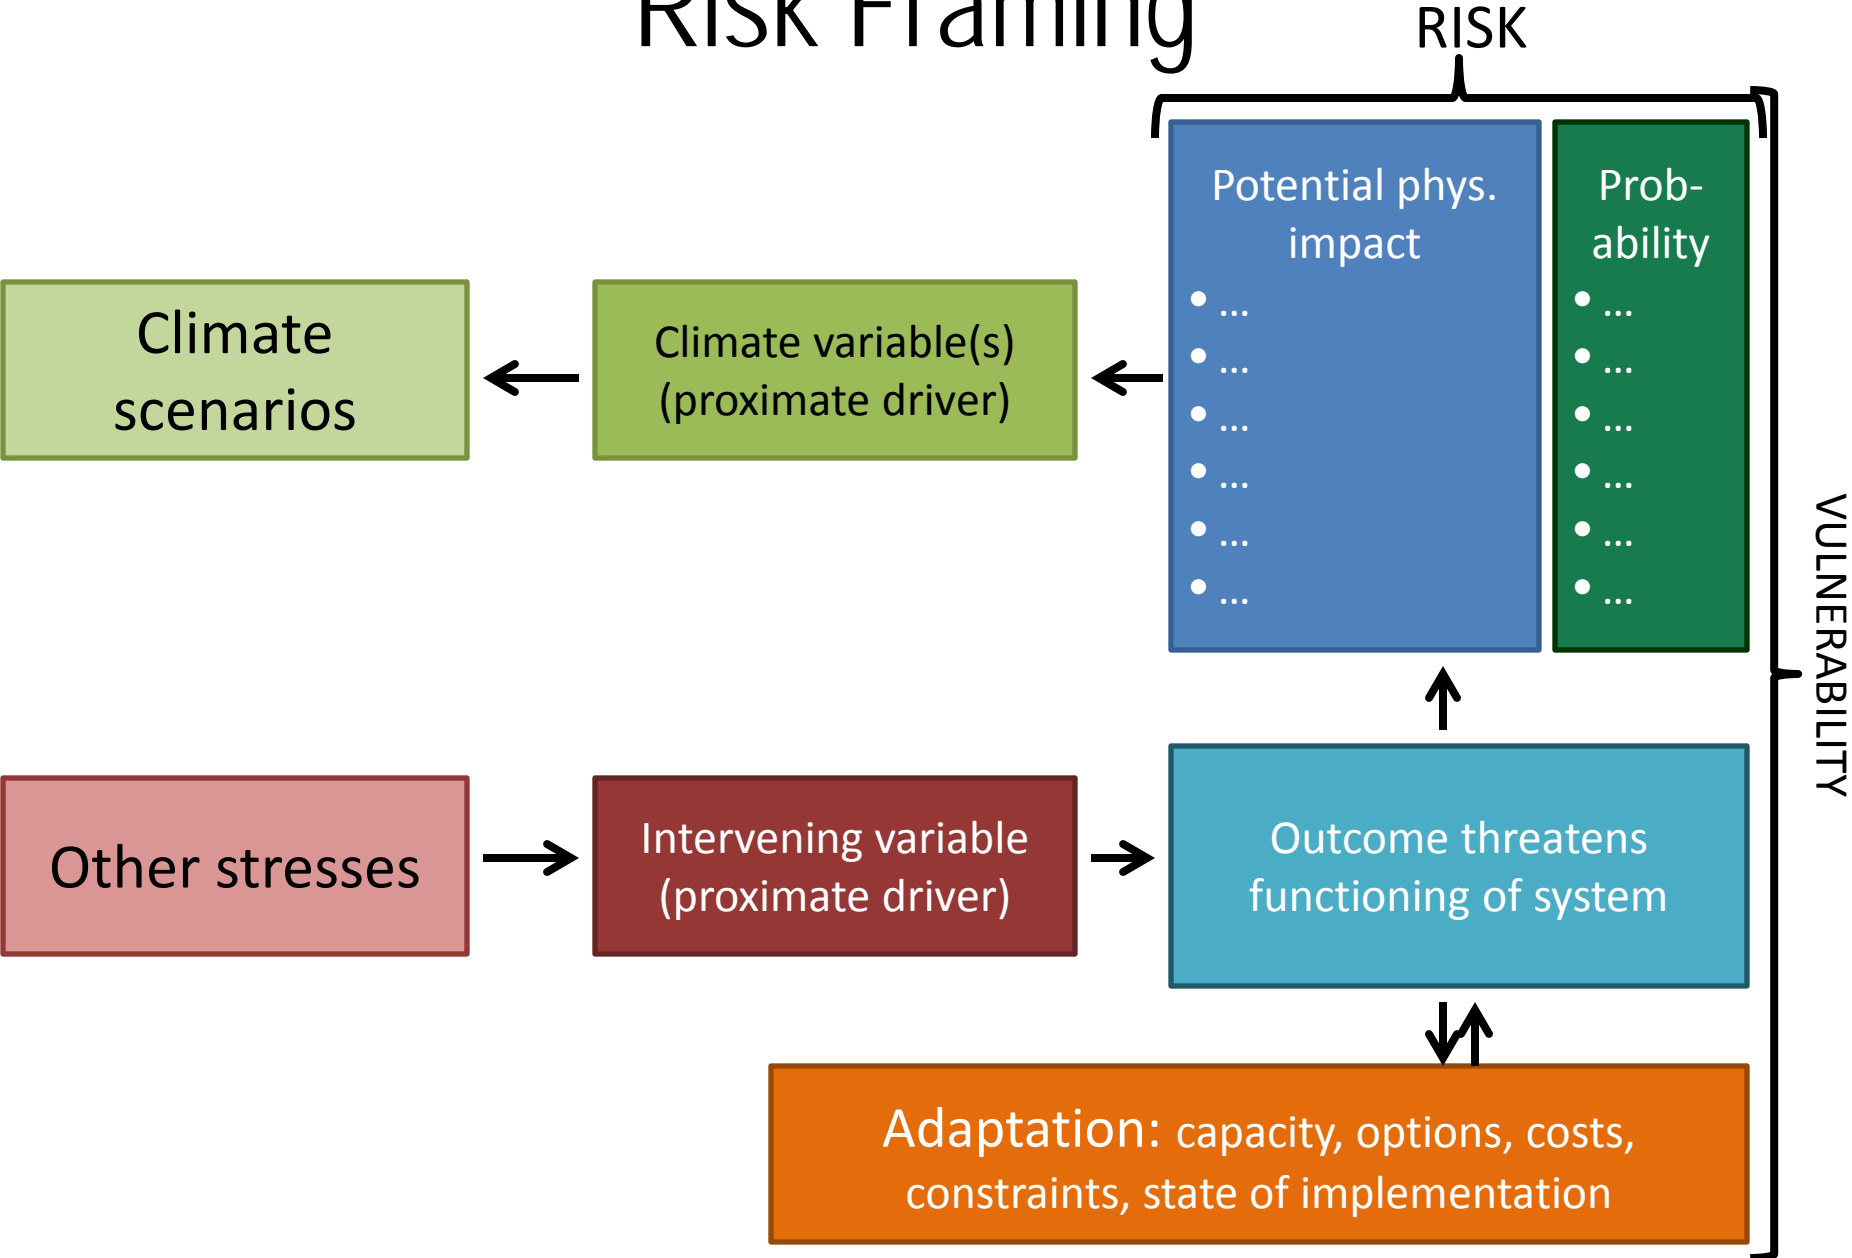 Risk Framing
RISK
Potential phys.
impact
• ...
• ...
• ...
• ...
• ...
• ...
Prob-
ability
• ...
• ...
• ...
• ...
• ...
• ...
Climate
scenarios
Climate variable(s)
(proximate driver)
VULNERABILITY
Other stresses
Intervening variable
(proximate driver)
Outcome threatens
functioning of system
Adaptation: capacity, options, costs,
constraints, state of implementation